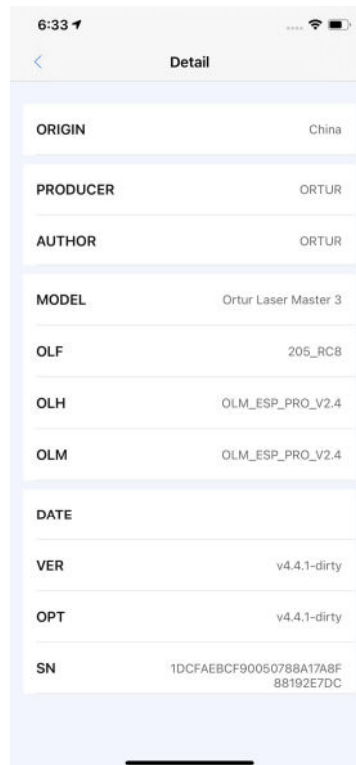 6:33
Detail
ORIGIN China
PRODUCER ORTUR
AUTHOR ORTUR
MODEL Ortur Laser Master 3
OLF 205_RC8
OLH OLM_ESP_PRO_V2.4
OLM OLM_ESP_PRO_V2.4
DATE
VER v4.4.1-dirty
OPT v4.4.1-dirty
SN 1DCFAEBCF90050788A17A8F
88192E7DC